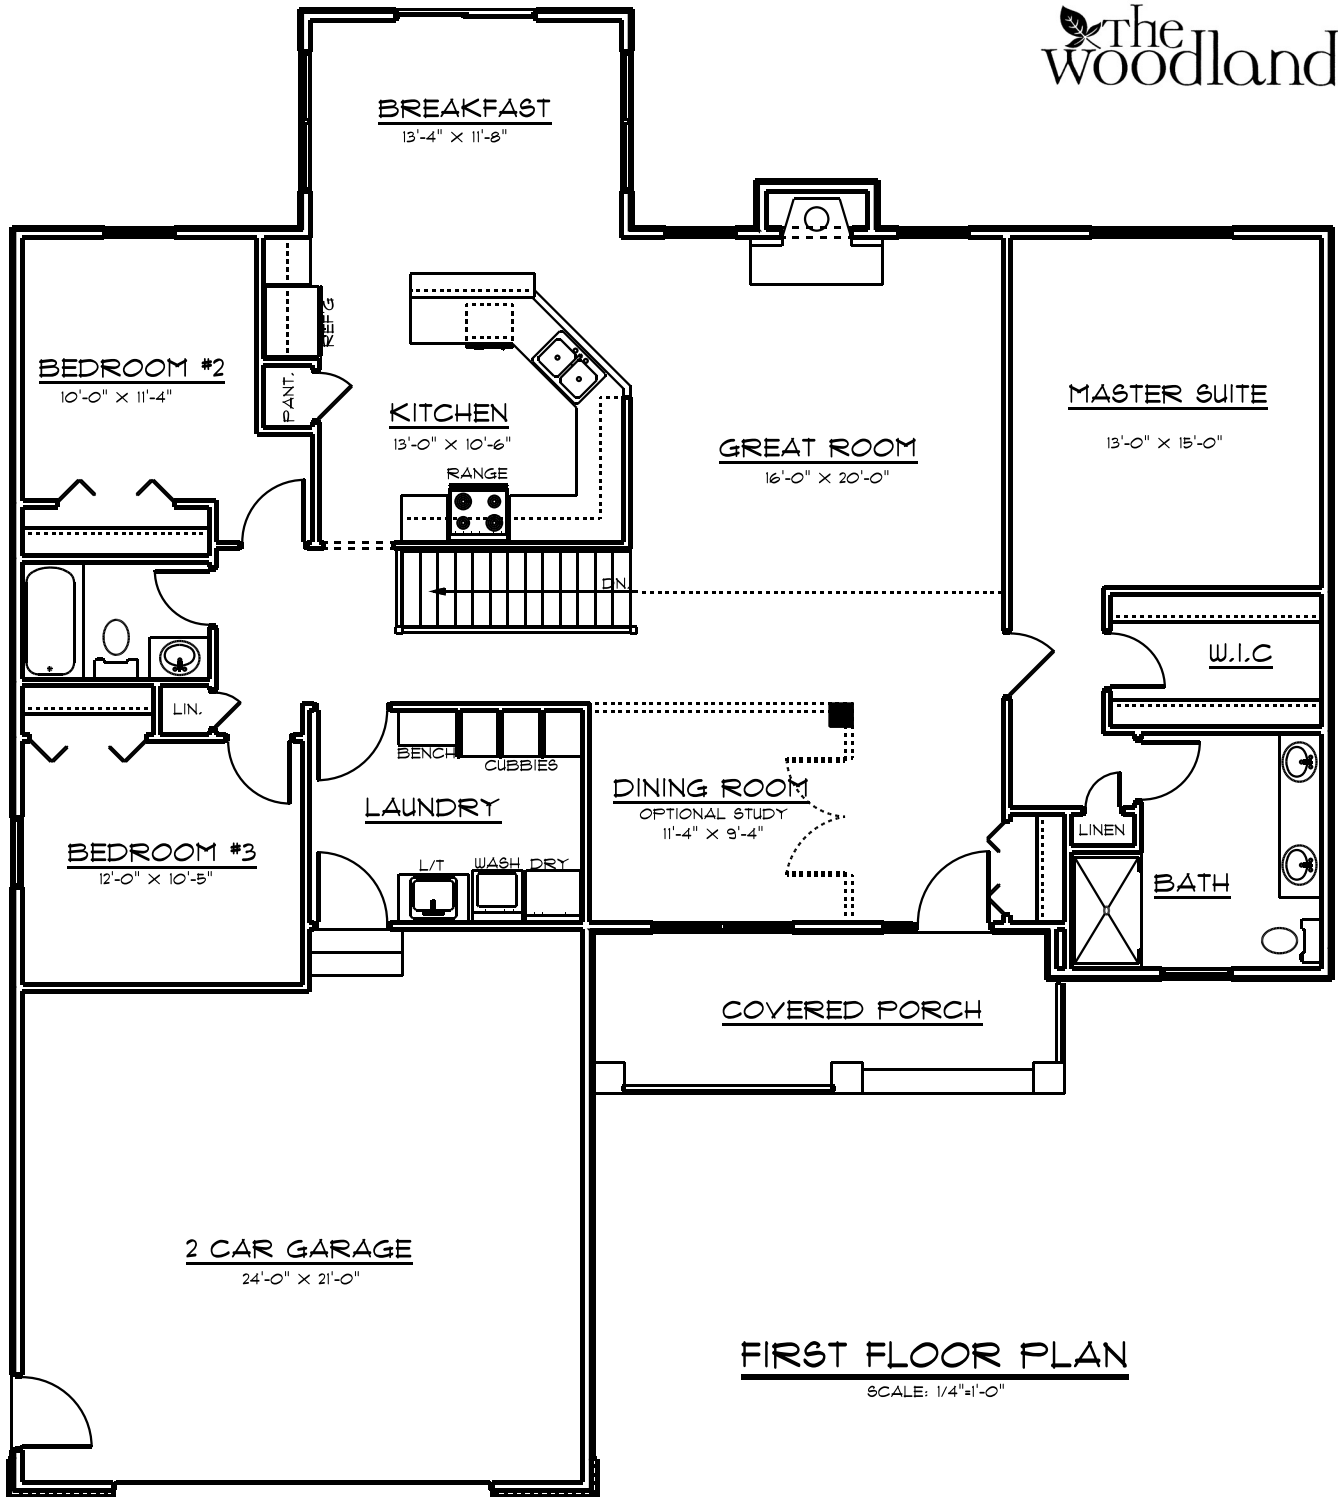 The
woodland
BREAKFAST
13'-4" X 11'-8"
REF'G
BEDROOM #2
10'-0" X 11'-4"
PANT.
KITCHEN
13'-0" X 10'-6"
RANGE
GREAT ROOM
16'-0" X 20'-0"
MASTER SUITE
13'-0" X 15'-0"
DN.
W.I.C
LIN.
BENCH
CUBBIES
LAUNDRY
DINING ROOM
OPTIONAL STUDY
11'-4" X 9'-4"
BEDROOM #3
12'-0" X 10'-5"
L/T
WASH
DRY
LINEN
BATH
COVERED PORCH
2 CAR GARAGE
24'-0" X 21'-0"
FIRST FLOOR PLAN
SCALE: 1/4"=1'-0"